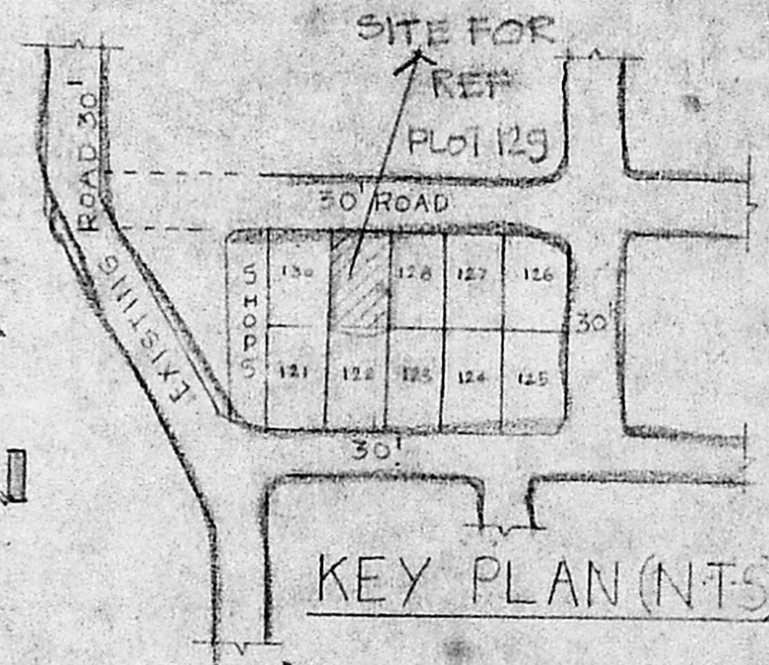 SITE FOR
REF
PLOT 129
ROAD 30'
EXISTING
30' ROAD
SHOPS
130
128
127
126
30'
121
122
123
124
125
30'
KEY PLAN (N.T.S